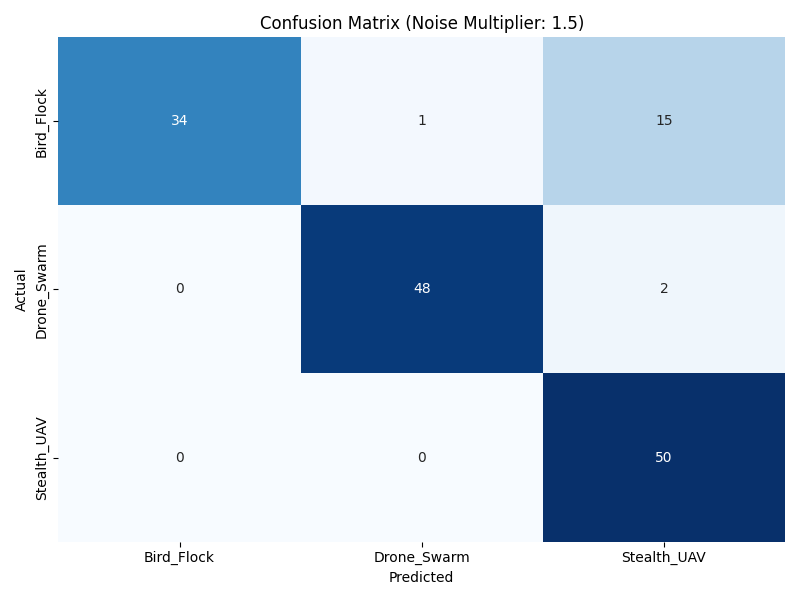 Confusion Matrix (Noise Multiplier: 1.5)
Actual
Bird_Flock
34 1 15
Drone_Swarm
0 48 2
Stealth_UAV
0 0 50
Bird_Flock Drone_Swarm Stealth_UAV
Predicted